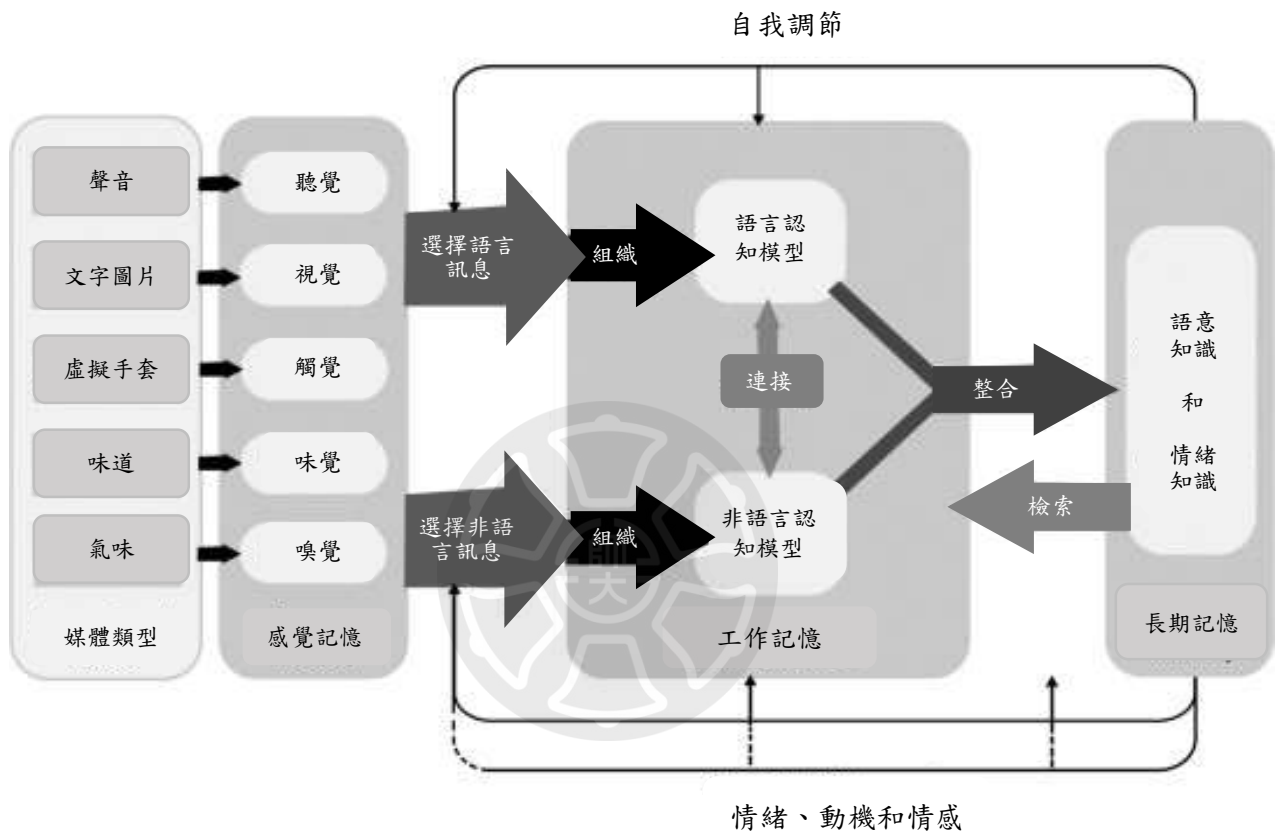 自我調節
聲音
文字圖片
虛擬手套
味道
氣味
媒體類型
聽覺
視覺
觸覺
味覺
嗅覺
感覺記憶
選擇語言
訊息
選擇非語
言訊息
組織
組織
語言認
知模型
連接
非語言認
知模型
工作記憶
整合
檢索
語意
知識
和
情緒
知識
長期記憶
情緒、動機和情感
師大